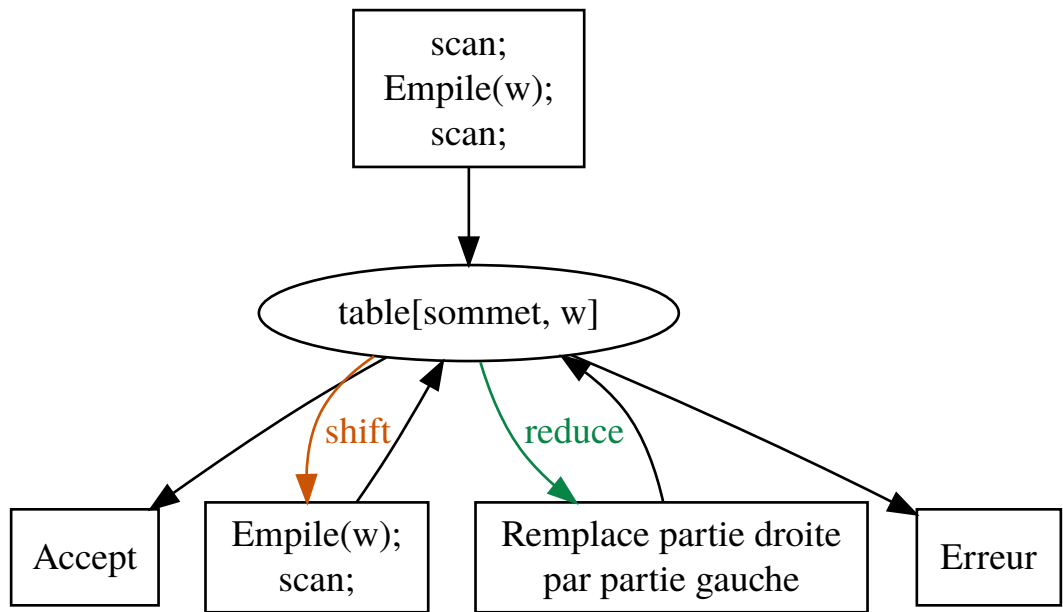 scan;
Empile(w);
scan;
table[sommet, w]
shift
reduce
Accept
Empile(w);
scan;
Remplace partie droite
par partie gauche
Erreur